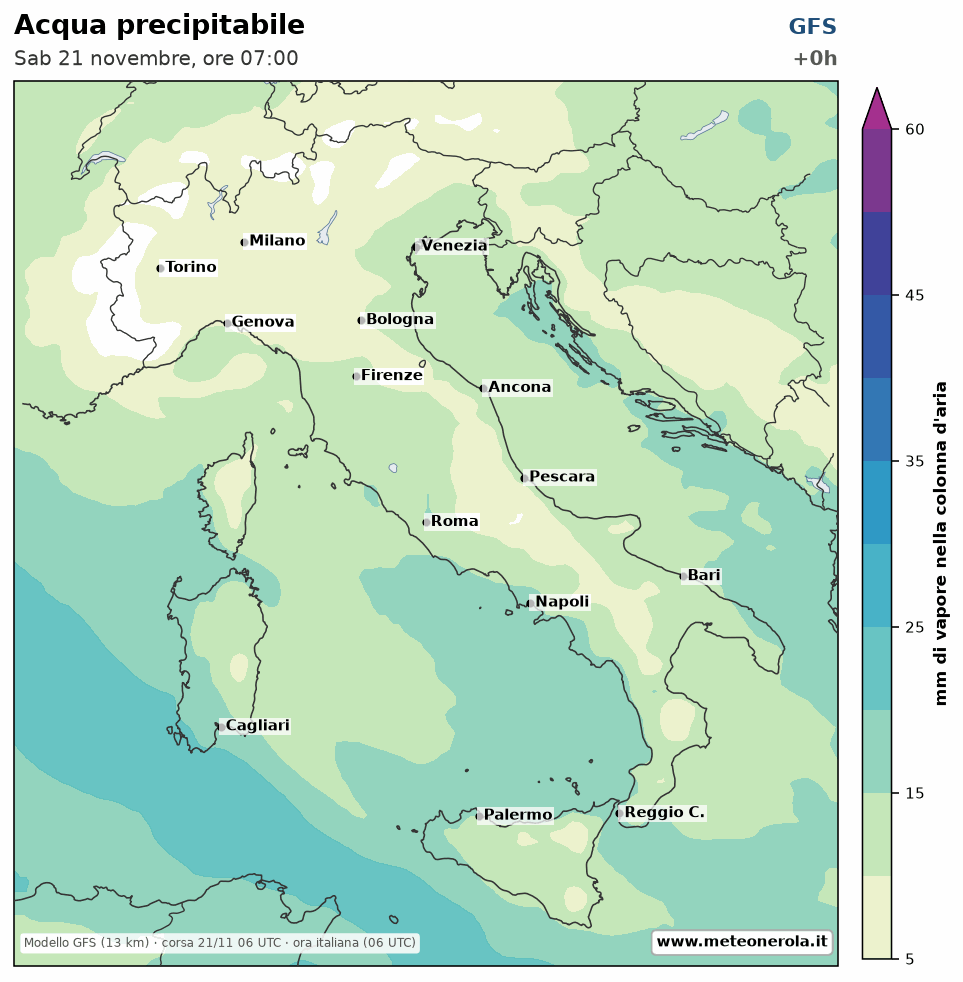 Acqua precipitabile
GFS
Sab 21 novembre, ore 07:00
+0h
60
Milano
Venezia
Torino
45
Genova
Bologna
Firenze
Ancona
35
Pescara
Roma
Bari
Napoli
25
Cagliari
15
Palermo
Reggio C.
5
mm di vapore nella colonna d'aria
Modello GFS (13 km) · corsa 21/11 06 UTC · ora italiana (06 UTC)
www.meteonerola.it